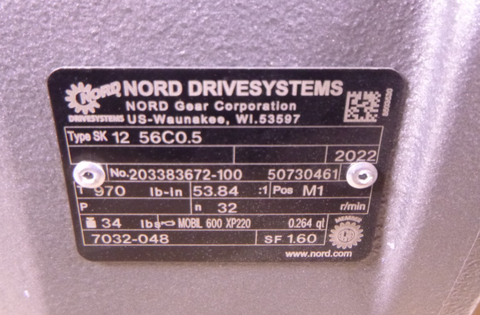 NORD
DRIVESYSTEMS
NORD DRIVESYSTEMS
NORD Gear Corporation
US-Waunakee, WI.53597
Type SK 12 56C0.5
2022
No. 203383672-100 50730461
T 970 lb-in 53.84 :1 Pos M1
P n 32 r/min
34 lbs MOBIL 600 XP220 0.264 qt
7032-048 SF 1.60
www.nord.com